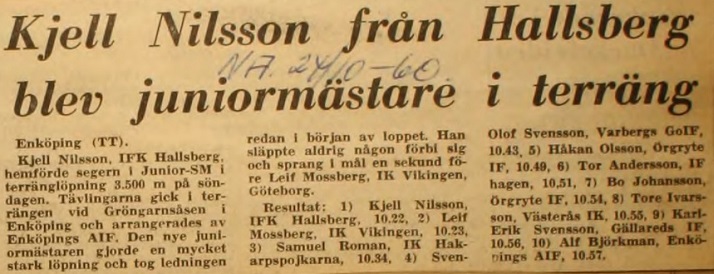 Kjell Nilsson från Hallsberg
NA. 24/10-60.
blev juniormästare i terräng
Enköping (TT).
Kjell Nilsson, IFK Hallsberg,
hemförde segern i Junior-SM i
terränglöpning 3.500 m på sön-
dagen. Tävlingarna gick i ter-
rängen vid Gröngarnsåsen i
Enköping och arrangerades av
Enköpings AIF. Den nye juni-
ormästaren gjorde en mycket
stark löpning och tog ledningen
redan i början av loppet. Han
släppte aldrig någon förbi sig
och sprang i mål en sekund fö-
re Leif Mossberg, IK Vikingen,
Göteborg.
Resultat: 1) Kjell Nilsson,
IFK Hallsberg, 10.22, 2) Leif
Mossberg, IK Vikingen, 10.23,
3) Samuel Roman, IK Hak-
arpspojkarna, 10.34, 4) Sven-
Olof Svensson, Varbergs GoIF,
10.43, 5) Håkan Olsson, Örgryte
IF, 10.49, 6) Tor Andersson, IF
hagen, 10,51, 7) Bo Johansson,
Örgryte IF, 10.54, 8) Tore Ivars-
son, Västerås IK, 10.55, 9) Karl-
Erik Svensson, Gällareds IF,
10.56, 10) Alf Björkman, Enkö-
pings AIF, 10.57.